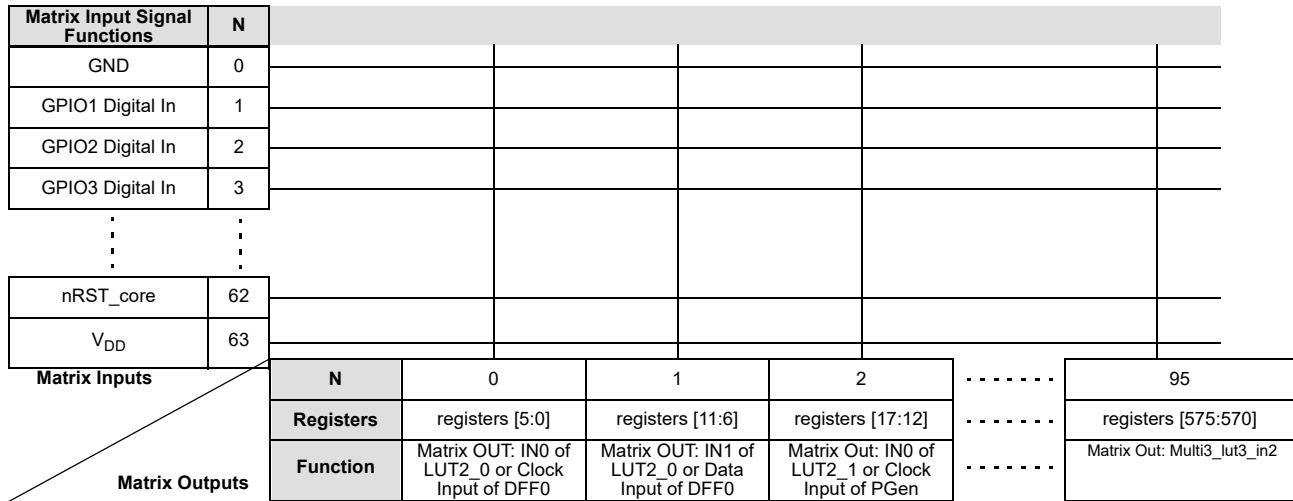 Matrix Input Signal
Functions
N
GND
0
GPIO1 Digital In
1
GPIO2 Digital In
2
GPIO3 Digital In
3
nRST_core
62
VDD
63
Matrix Inputs
N
0
1
2
95
Registers
registers [5:0]
registers [11:6]
registers [17:12]
registers [575:570]
Matrix Outputs
Function
Matrix OUT: IN0 of
LUT2_0 or Clock
Input of DFF0
Matrix OUT: IN1 of
LUT2_0 or Data
Input of DFF0
Matrix Out: IN0 of
LUT2_1 or Clock
Input of PGen
Matrix Out: Multi3_lut3_in2